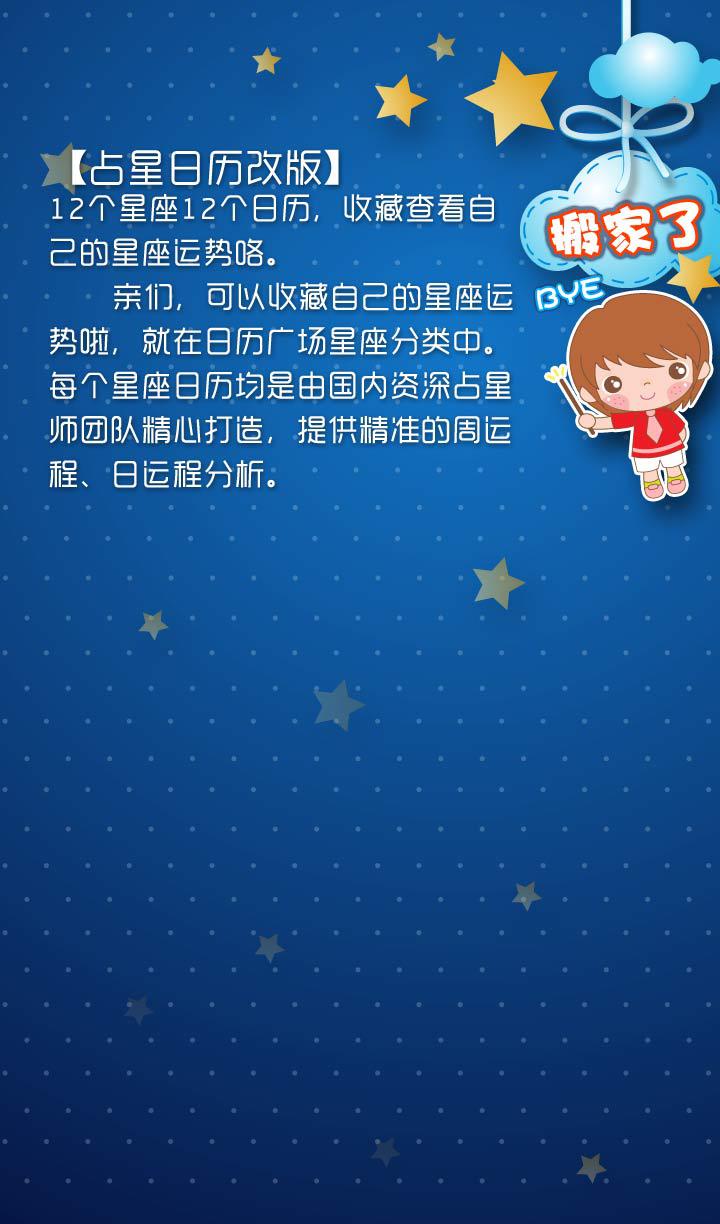 【占星日历改版】
12个星座12个日历，收藏查看自
己的星座运势咯。
亲们，可以收藏自己的星座运
势啦，就在日历广场星座分类中。
每个星座日历均是由国内资深占星
师团队精心打造，提供精准的周运
程、日运程分析。
搬家了
BYE